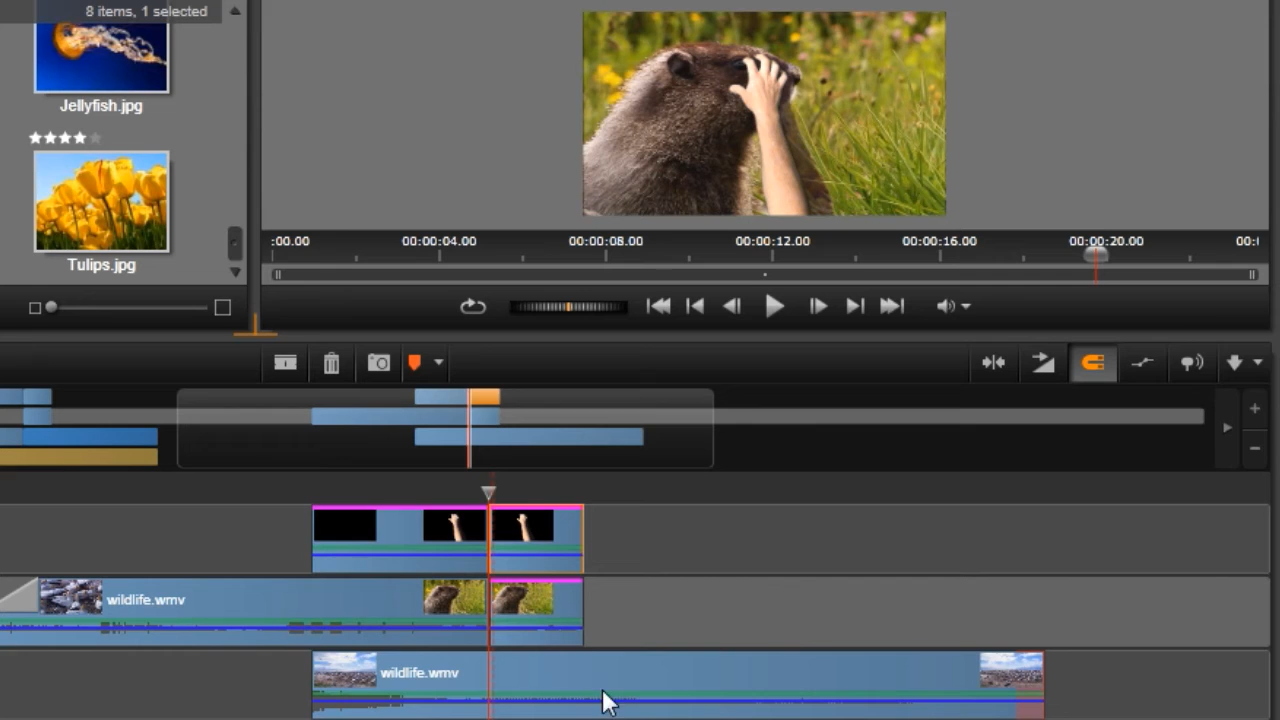 8 items, 1 selected
Jellyfish.jpg
Tulips.jpg
:00.00 00:00:04.00 00:00:08.00 00:00:12.00 00:00:16.00 00:00:20.00 00:(
wildlife.wmv
wildlife.wmv